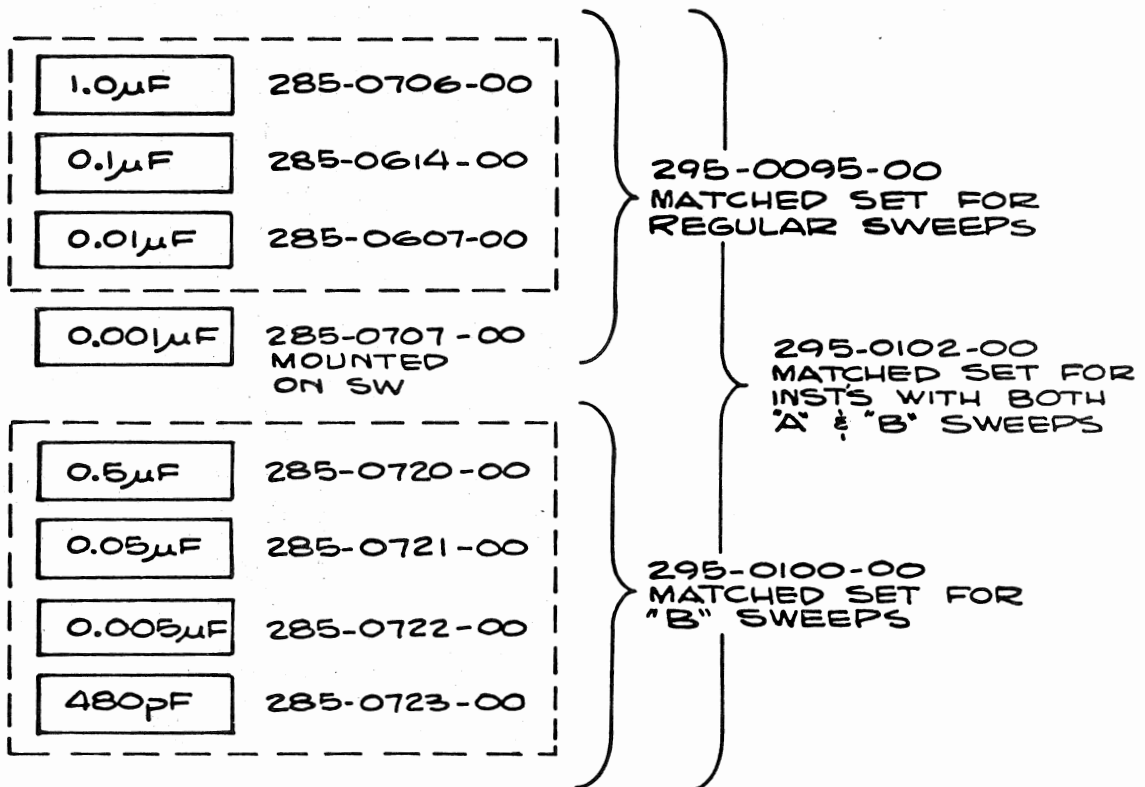 1.0µF 285-0706-00
0.1µF 285-0614-00
0.01µF 285-0607-00
295-0095-00
MATCHED SET FOR
REGULAR SWEEPS
0.001µF 285-0707-00
MOUNTED
ON SW
295-0102-00
MATCHED SET FOR
INST'S WITH BOTH
"A" & "B" SWEEPS
0.5µF 285-0720-00
0.05µF 285-0721-00
0.005µF 285-0722-00
480pF 285-0723-00
295-0100-00
MATCHED SET FOR
"B" SWEEPS